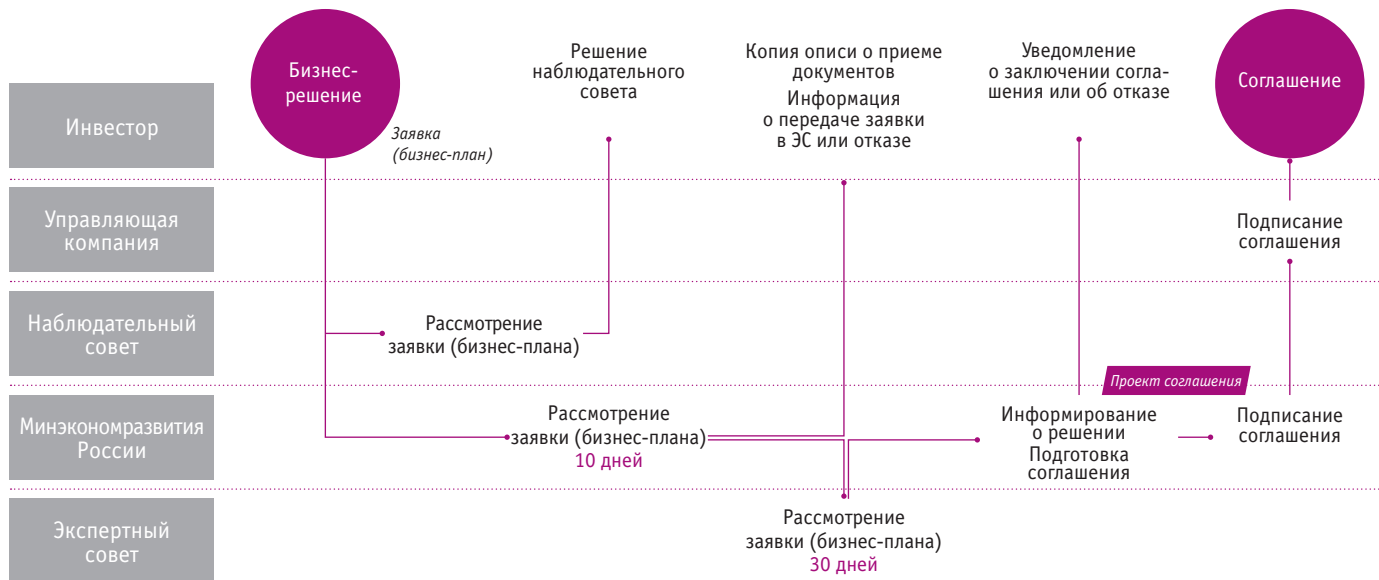 Бизнес-
решение
Заявка
(бизнес-план)
Решение
наблюдательного
совета
Копия описи о приеме
документов
Информация
о передаче заявки
в ЭС или отказе
Уведомление
о заключении согла-
шения или об отказе
Соглашение
Инвестор
Управляющая
компания
Подписание
соглашения
Наблюдательный
совет
Рассмотрение
заявки (бизнес-плана)
Проект соглашения
Минэкономразвития
России
Рассмотрение
заявки (бизнес-плана)
10 дней
Информирование
о решении
Подготовка
соглашения
Подписание
соглашения
Экспертный
совет
Рассмотрение
заявки (бизнес-плана)
30 дней